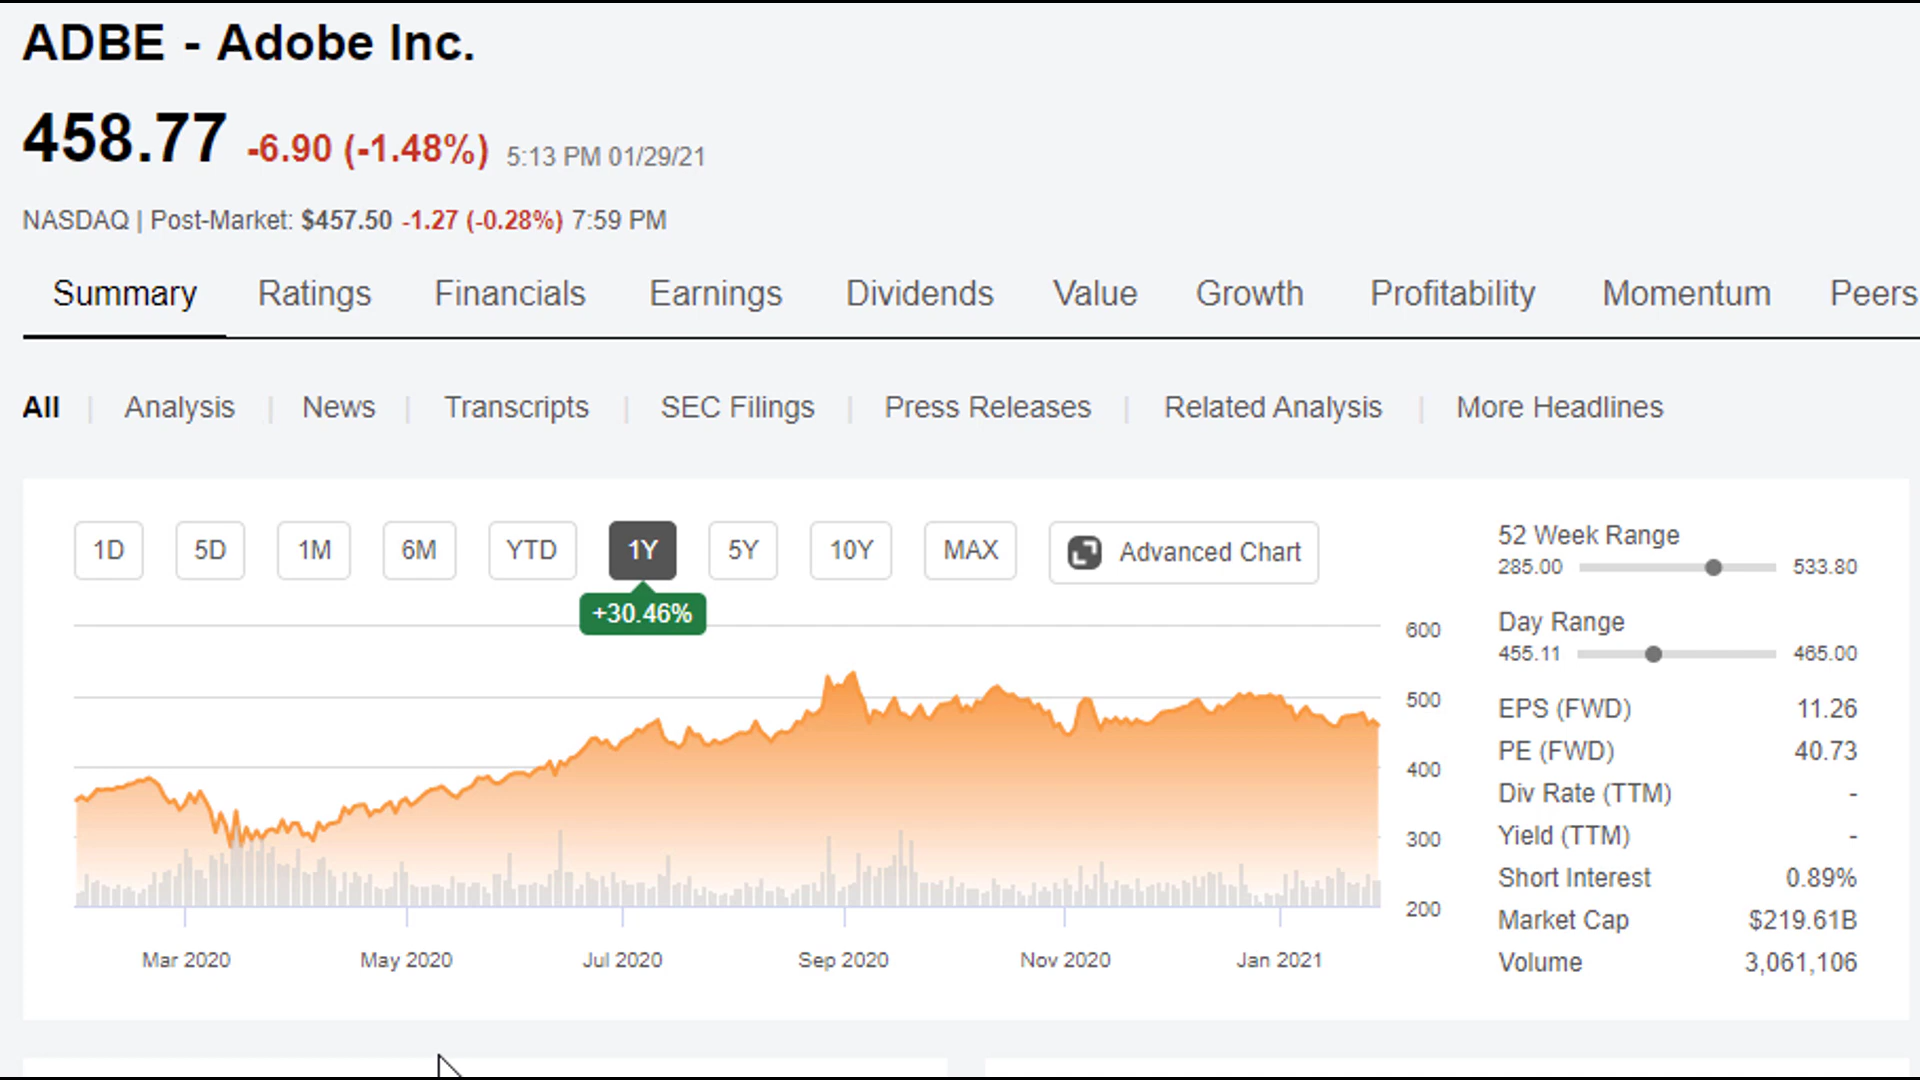 ADBE - Adobe Inc.
458.77 -6.90 (-1.48%) 5:13 PM 01/29/21
NASDAQ | Post-Market: $457.50 -1.27 (-0.28%) 7:59 PM
Summary Ratings Financials Earnings Dividends Value Growth Profitability Momentum Peers
All | Analysis | News | Transcripts | SEC Filings | Press Releases | Related Analysis | More Headlines
1D 5D 1M 6M YTD 1Y 5Y 10Y MAX Advanced Chart
+30.46%
600
500
400
300
200
Mar 2020 May 2020 Jul 2020 Sep 2020 Nov 2020 Jan 2021
52 Week Range
285.00 533.80
Day Range
455.11 465.00
EPS (FWD) 11.26
PE (FWD) 40.73
Div Rate (TTM) -
Yield (TTM) -
Short Interest 0.89%
Market Cap $219.61B
Volume 3,061,106